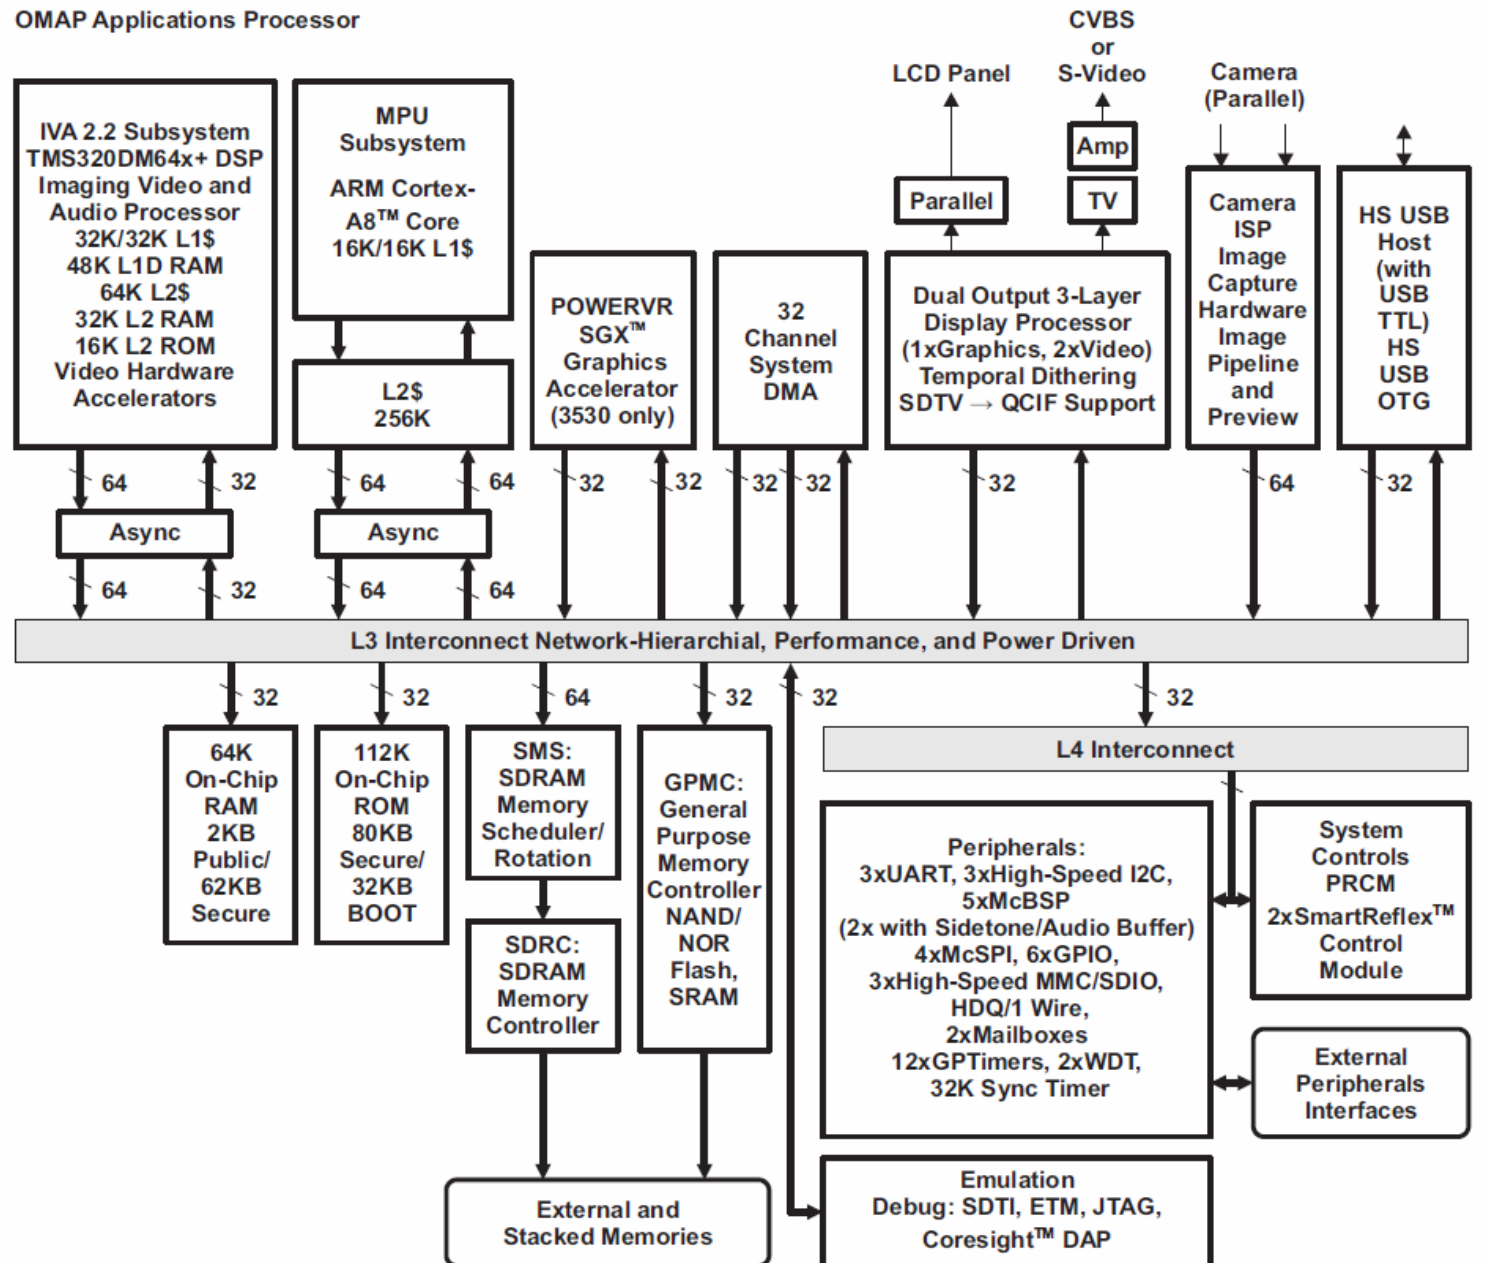 OMAP Applications Processor
CVBS
or
S-Video
LCD Panel
Camera
(Parallel)
Amp
Parallel
TV
IVA 2.2 Subsystem
TMS320DM64x+ DSP
Imaging Video and
Audio Processor
32K/32K L1$
48K L1D RAM
64K L2$
32K L2 RAM
16K L2 ROM
Video Hardware
Accelerators
MPU
Subsystem
ARM Cortex-
A8™ Core
16K/16K L1$
L2$
256K
POWERVR
SGX™
Graphics
Accelerator
(3530 only)
32
Channel
System
DMA
Dual Output 3-Layer
Display Processor
(1xGraphics, 2xVideo)
Temporal Dithering
SDTV → QCIF Support
Camera
ISP
Image
Capture
Hardware
Image
Pipeline
and
Preview
HS USB
Host
(with
USB
TTL)
HS
USB
OTG
64
32
64
64
32
32
32
32
32
64
32
Async
Async
64
32
64
64
L3 Interconnect Network-Hierarchial, Performance, and Power Driven
32
32
64
32
32
32
64K
On-Chip
RAM
2KB
Public/
62KB
Secure
112K
On-Chip
ROM
80KB
Secure/
32KB
BOOT
SMS:
SDRAM
Memory
Scheduler/
Rotation
SDRC:
SDRAM
Memory
Controller
GPMC:
General
Purpose
Memory
Controller
NAND/
NOR
Flash,
SRAM
L4 Interconnect
Peripherals:
3xUART, 3xHigh-Speed I2C,
5xMcBSP
(2x with Sidetone/Audio Buffer)
4xMcSPI, 6xGPIO,
3xHigh-Speed MMC/SDIO,
HDQ/1 Wire,
2xMailboxes
12xGPTimers, 2xWDT,
32K Sync Timer
System
Controls
PRCM
2xSmartReflex™
Control
Module
External
Peripherals
Interfaces
External and
Stacked Memories
Emulation
Debug: SDTI, ETM, JTAG,
Coresight™ DAP